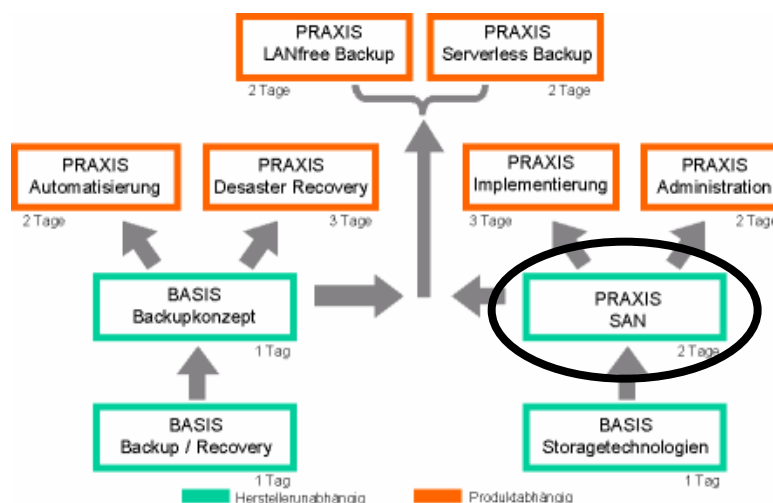 PRAXIS
LANfree Backup
2 Tage
PRAXIS
Serverless Backup
2 Tage
PRAXIS
Automatisierung
2 Tage
PRAXIS
Desaster Recovery
3 Tage
PRAXIS
Implementierung
3 Tage
PRAXIS
Administration
2 Tage
BASIS
Backupkonzept
1 Tag
PRAXIS
SAN
2 Tage
BASIS
Backup / Recovery
1 Tag
BASIS
Storagetechnologien
1 Tag
Herstellerunabhängig
Produktabhängig